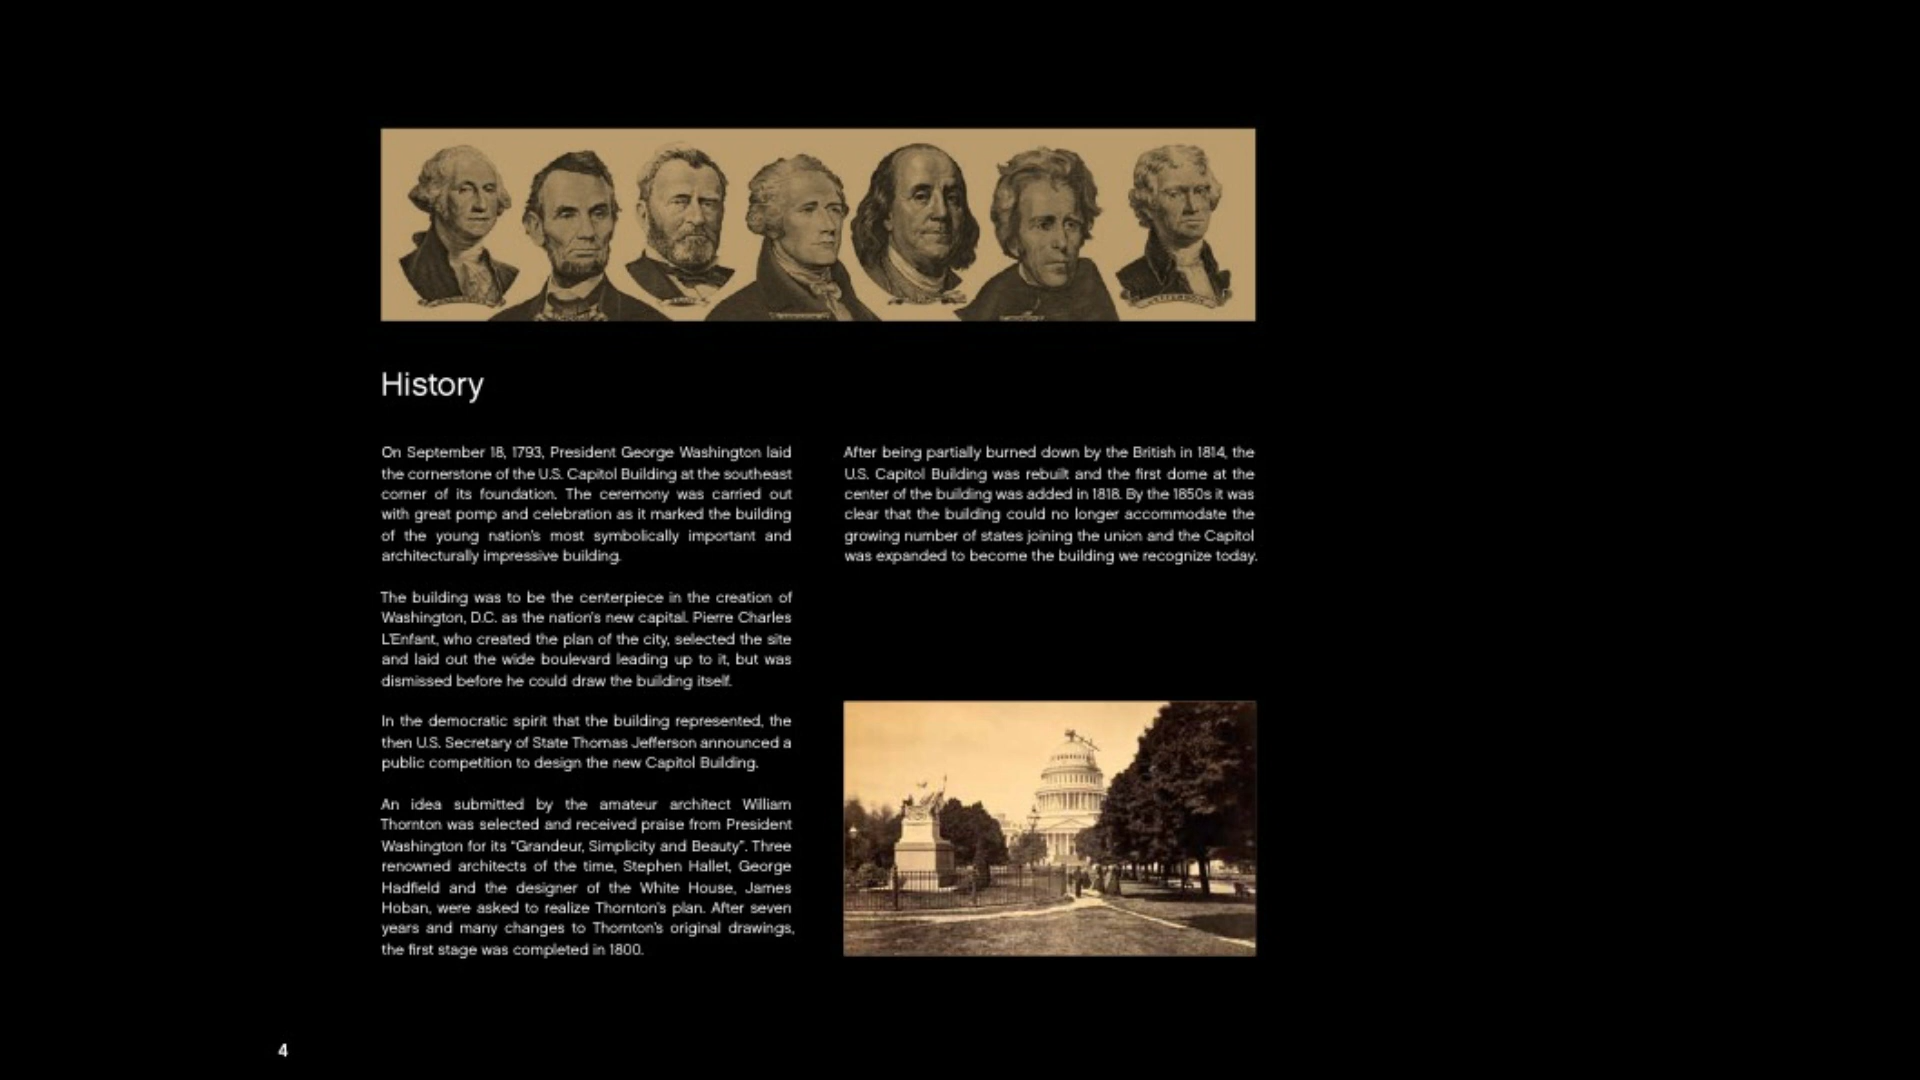 JEFFERSON
History
On September 18, 1793, President George Washington laid
the cornerstone of the U.S. Capitol Building at the southeast
corner of its foundation. The ceremony was carried out
with great pomp and celebration as it marked the building
of the young nation's most symbolically important and
architecturally impressive building.
The building was to be the centerpiece in the creation of
Washington, D.C. as the nation's new capital. Pierre Charles
L'Enfant, who created the plan of the city, selected the site
and laid out the wide boulevard leading up to it, but was
dismissed before he could draw the building itself.
In the democratic spirit that the building represented, the
then U.S. Secretary of State Thomas Jefferson announced a
public competition to design the new Capitol Building.
An idea submitted by the amateur architect William
Thornton was selected and received praise from President
Washington for its "Grandeur, Simplicity and Beauty". Three
renowned architects of the time, Stephen Hallet, George
Hadfield and the designer of the White House, James
Hoban, were asked to realize Thornton's plan. After seven
years and many changes to Thornton's original drawings,
the first stage was completed in 1800.
After being partially burned down by the British in 1814, the
U.S. Capitol Building was rebuilt and the first dome at the
center of the building was added in 1818. By the 1850s it was
clear that the building could no longer accommodate the
growing number of states joining the union and the Capitol
was expanded to become the building we recognize today.
4